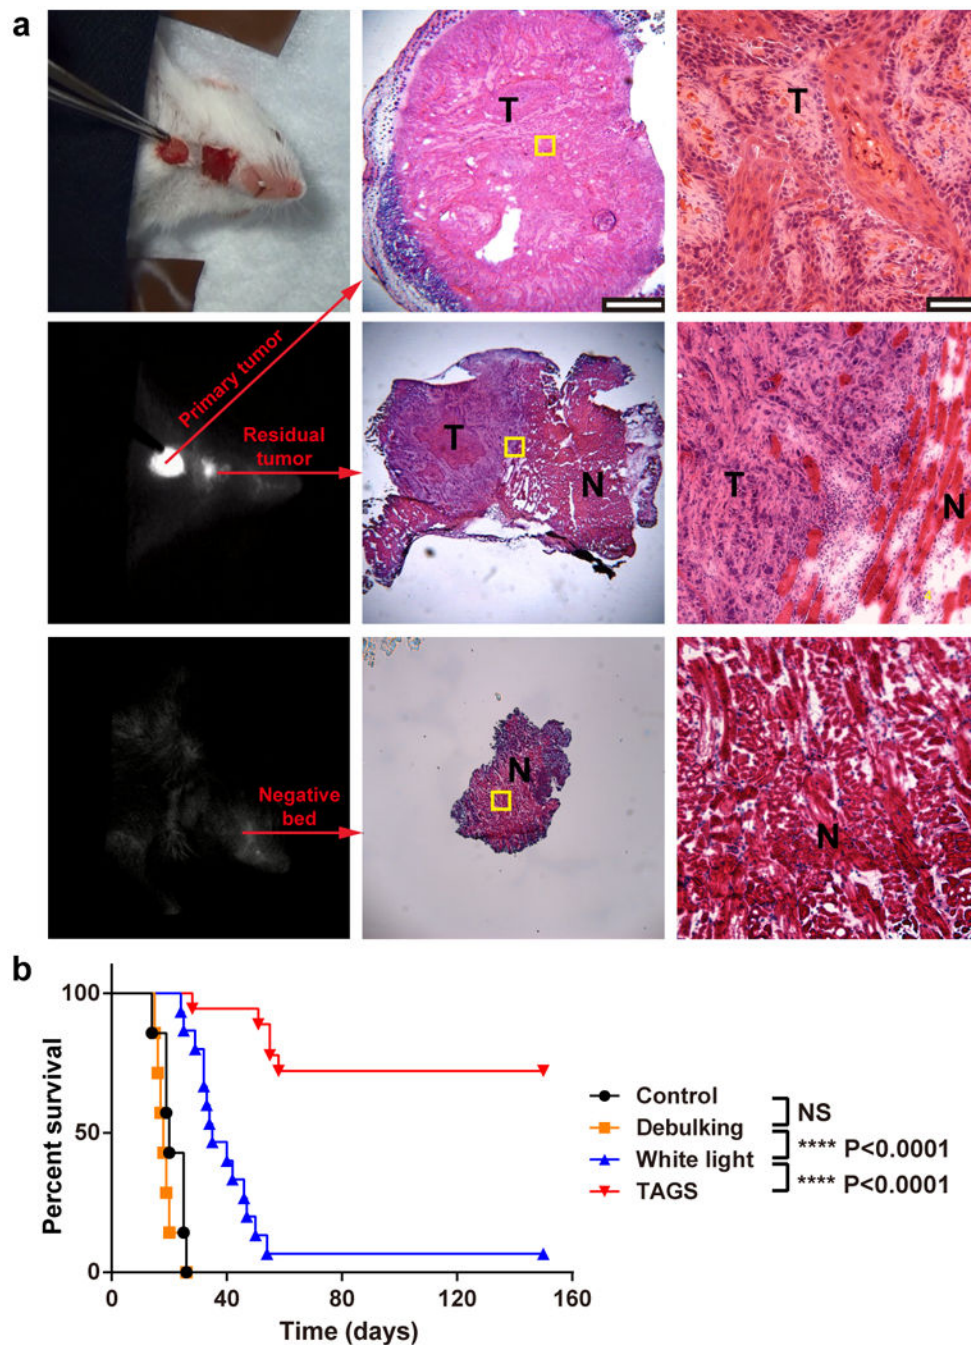 a
T
T
Primary tumor
Residual
tumor
T
N
T
N
Negative
bed
N
N
b
100
50
0
0
40
80
120
160
Percent survival
Time (days)
Control
Debulking
White light
TAGS
NS
**** P<0.0001
**** P<0.0001